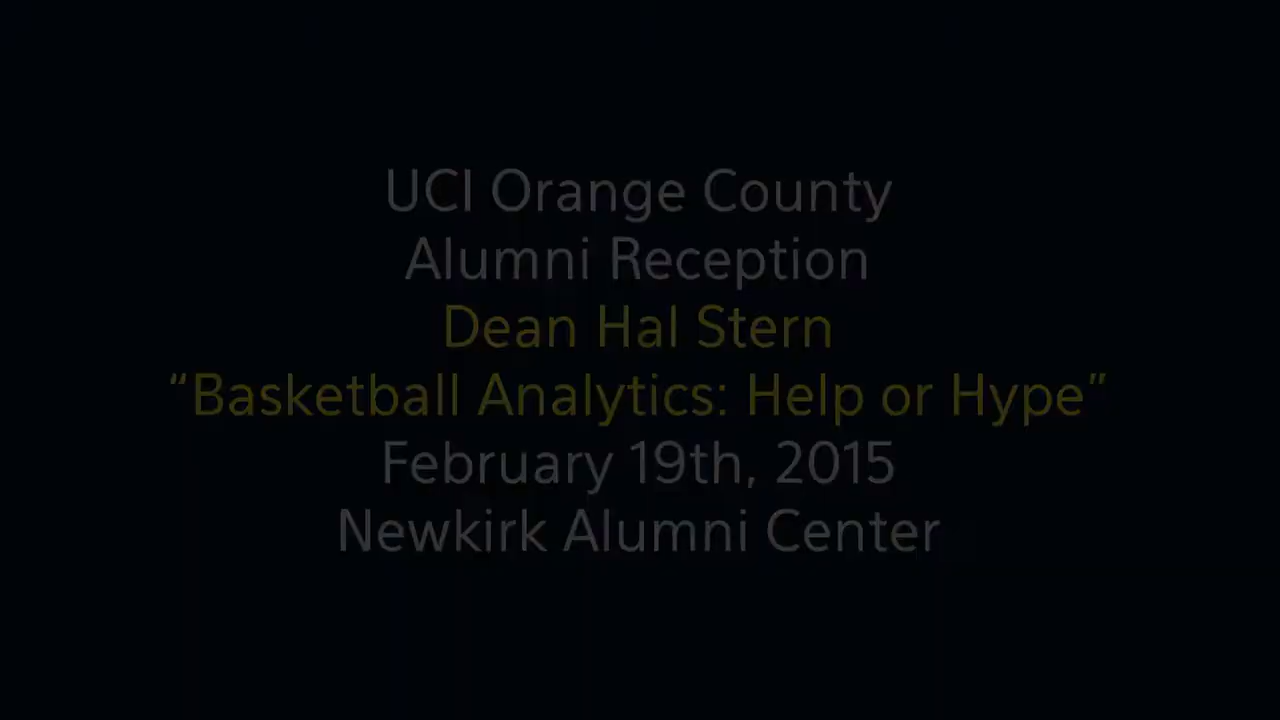 UCI Orange County
Alumni Reception
Dean Hal Stern
“Basketball Analytics: Help or Hype”
February 19th, 2015
Newkirk Alumni Center